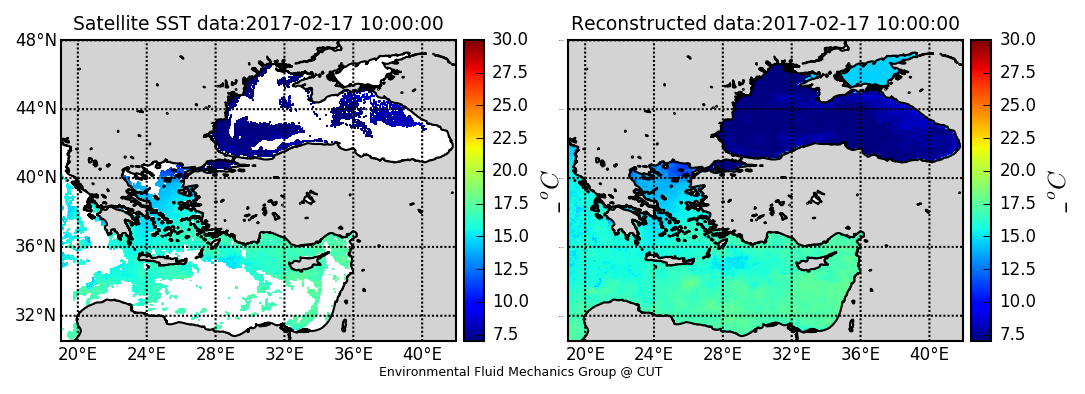 Satellite SST data:2017-02-17 10:00:00
48°N
44°N
40°N
36°N
32°N
20°E 24°E 28°E 32°E 36°E 40°E
30.0
27.5
25.0
22.5
20.0
17.5
15.0
12.5
10.0
7.5
_ °C
Reconstructed data:2017-02-17 10:00:00
20°E 24°E 28°E 32°E 36°E 40°E
30.0
27.5
25.0
22.5
20.0
17.5
15.0
12.5
10.0
7.5
_ °C
Environmental Fluid Mechanics Group @ CUT